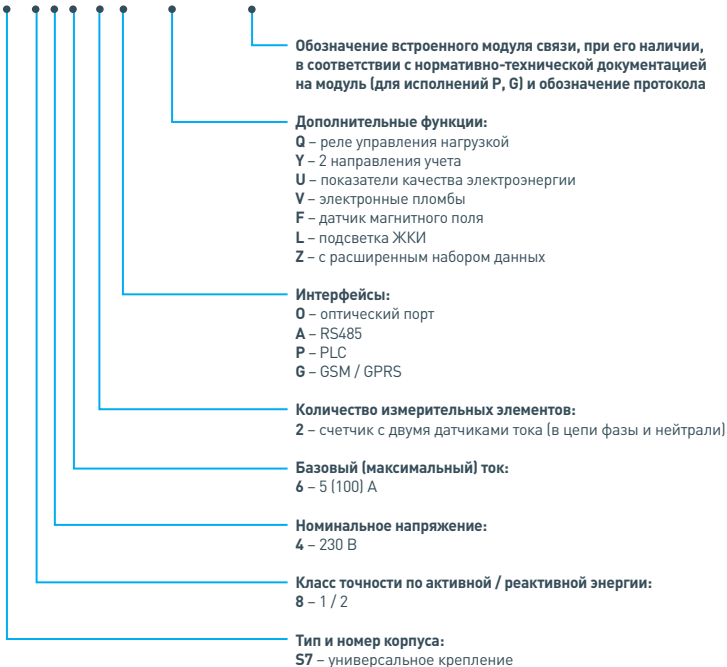 Обозначение встроенного модуля связи, при его наличии,
в соответствии с нормативно-технической документацией
на модуль (для исполнений P, G) и обозначение протокола
Дополнительные функции:
Q – реле управления нагрузкой
Y – 2 направления учета
U – показатели качества электроэнергии
V – электронные пломбы
F – датчик магнитного поля
L – подсветка ЖКИ
Z – с расширенным набором данных
Интерфейсы:
O – оптический порт
A – RS485
P – PLC
G – GSM / GPRS
Количество измерительных элементов:
2 – счетчик с двумя датчиками тока (в цепи фазы и нейтрали)
Базовый (максимальный) ток:
6 – 5 (100) А
Номинальное напряжение:
4 – 230 В
Класс точности по активной / реактивной энергии:
8 – 1 / 2
Тип и номер корпуса:
S7 – универсальное крепление